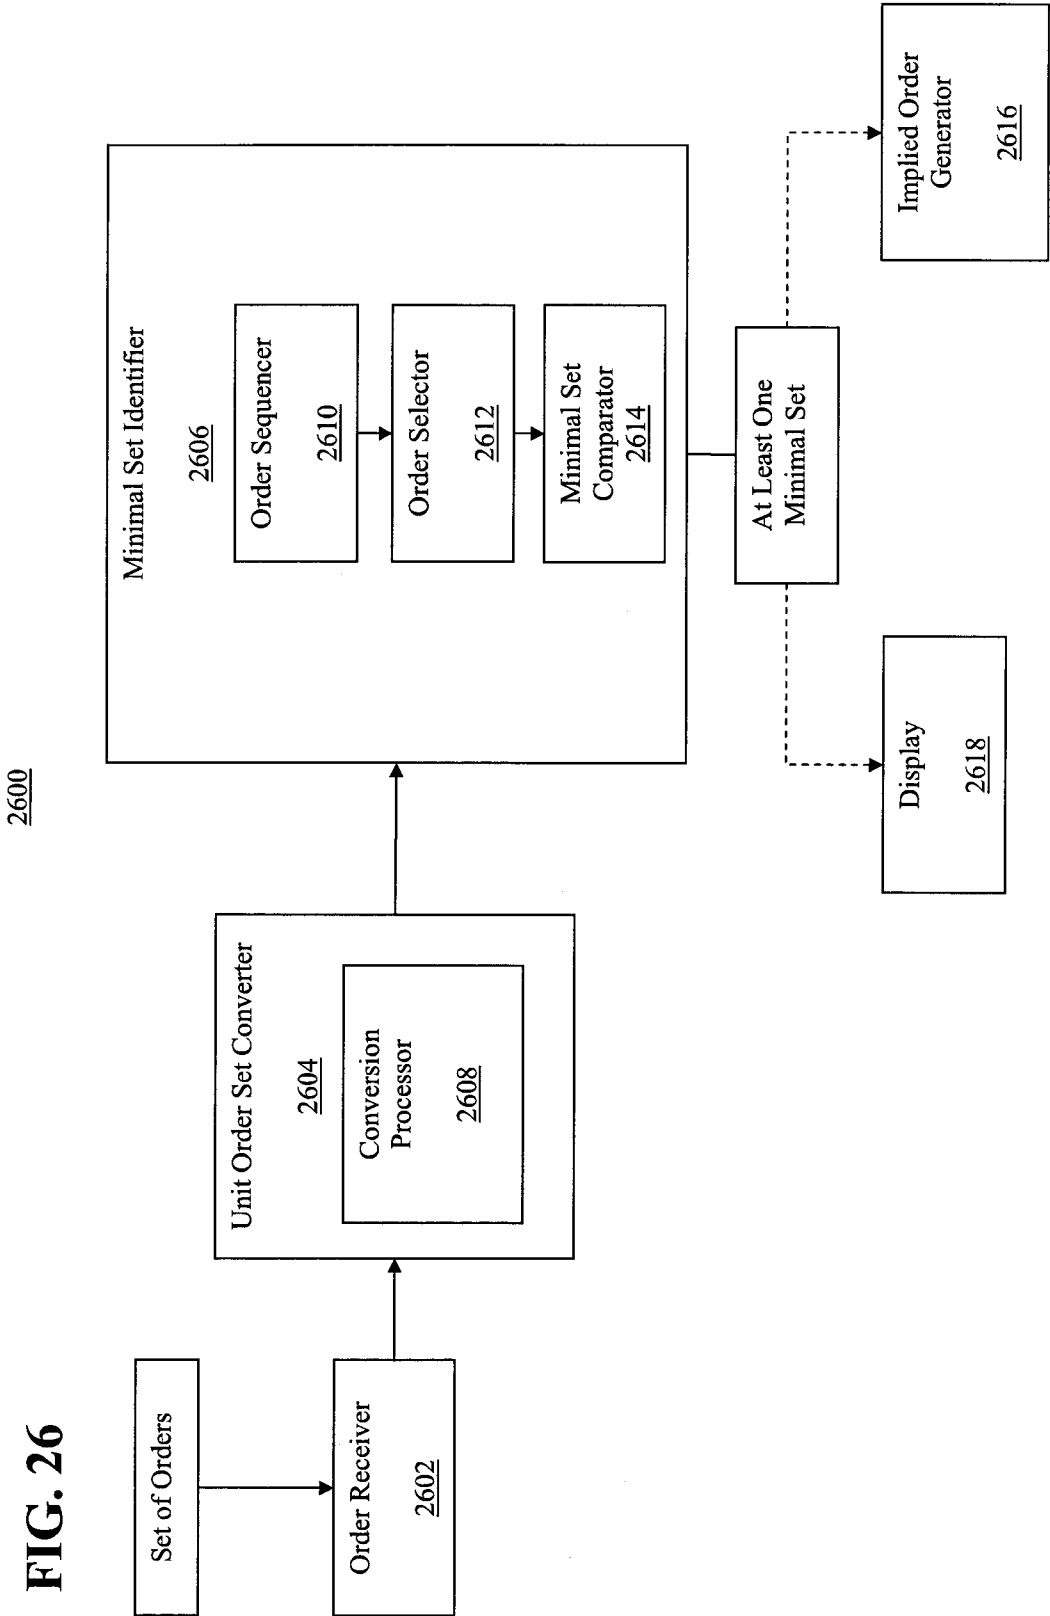 FIG. 26
2600
Set of Orders
Order Receiver
2602
Unit Order Set Converter
2604
Conversion
Processor
2608
Minimal Set Identifier
2606
Order Sequencer
2610
Order Selector
2612
Minimal Set
Comparator
2614
At Least One
Minimal Set
Display
2618
Implied Order
Generator
2616